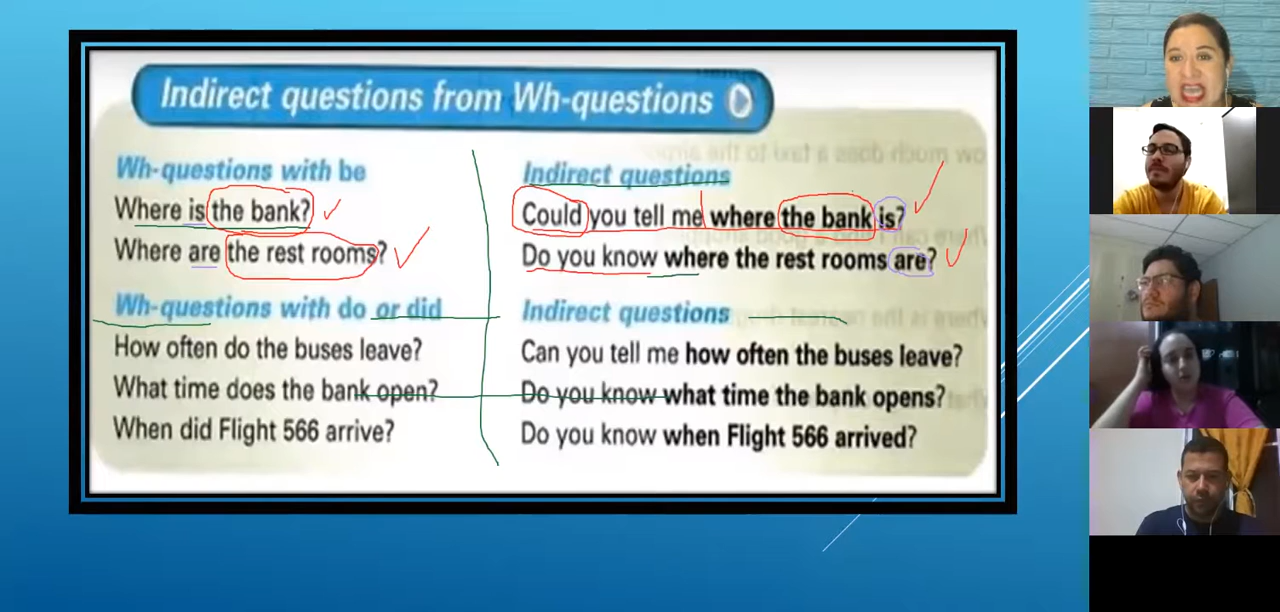 Indirect questions from Wh-questions
Wh-questions with be
Where is the bank?
Where are the rest rooms?
Indirect questions
Could you tell me where the bank is?
Do you know where the rest rooms are?
Wh-questions with do or did
How often do the buses leave?
What time does the bank open?
When did Flight 566 arrive?
Indirect questions
Can you tell me how often the buses leave?
Do you know what time the bank opens?
Do you know when Flight 566 arrived?